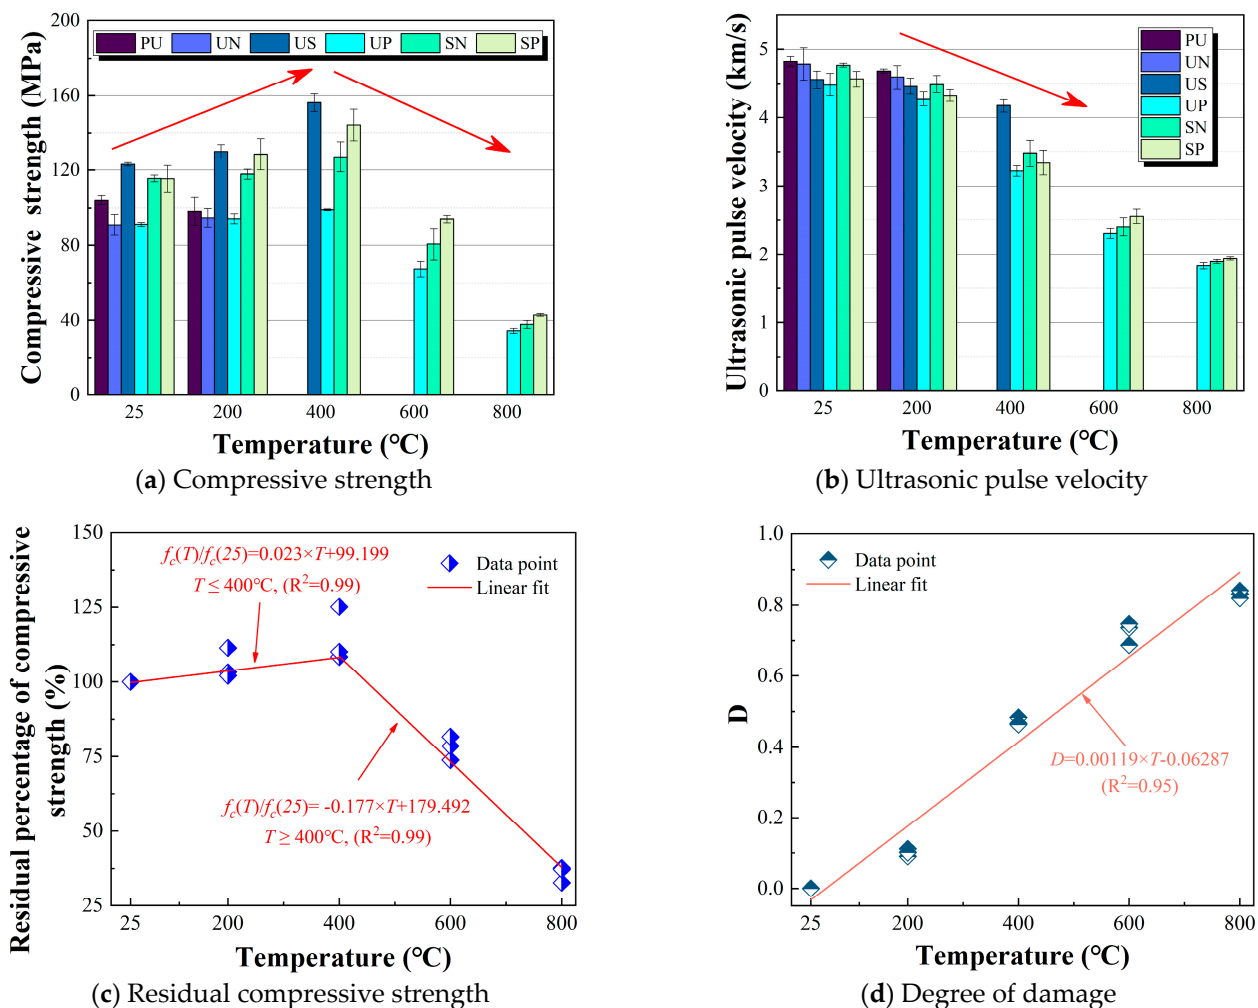 200
160
120
80
40
0
Compressive strength (MPa)
PU UN US UP SN SP
25 200 400 600 800
Temperature (℃)
(a) Compressive strength
5
4
3
2
1
0
Ultrasonic pulse velocity (km/s)
PU
UN
US
UP
SN
SP
25 200 400 600 800
Temperature (℃)
(b) Ultrasonic pulse velocity
150
125
100
75
50
25
Residual percentage of compressive
strength (%)
fc(T)/fc(25)=0.023×T+99.199
T ≤ 400℃, (R²=0.99)
Data point
Linear fit
fc(T)/fc(25)= -0.177×T+179.492
T ≥ 400℃, (R²=0.99)
25 200 400 600 800
Temperature (℃)
(c) Residual compressive strength
1.0
0.8
0.6
0.4
0.2
0.0
D
Data point
Linear fit
D=0.00119×T-0.06287
(R²=0.95)
25 200 400 600 800
Temperature (℃)
(d) Degree of damage